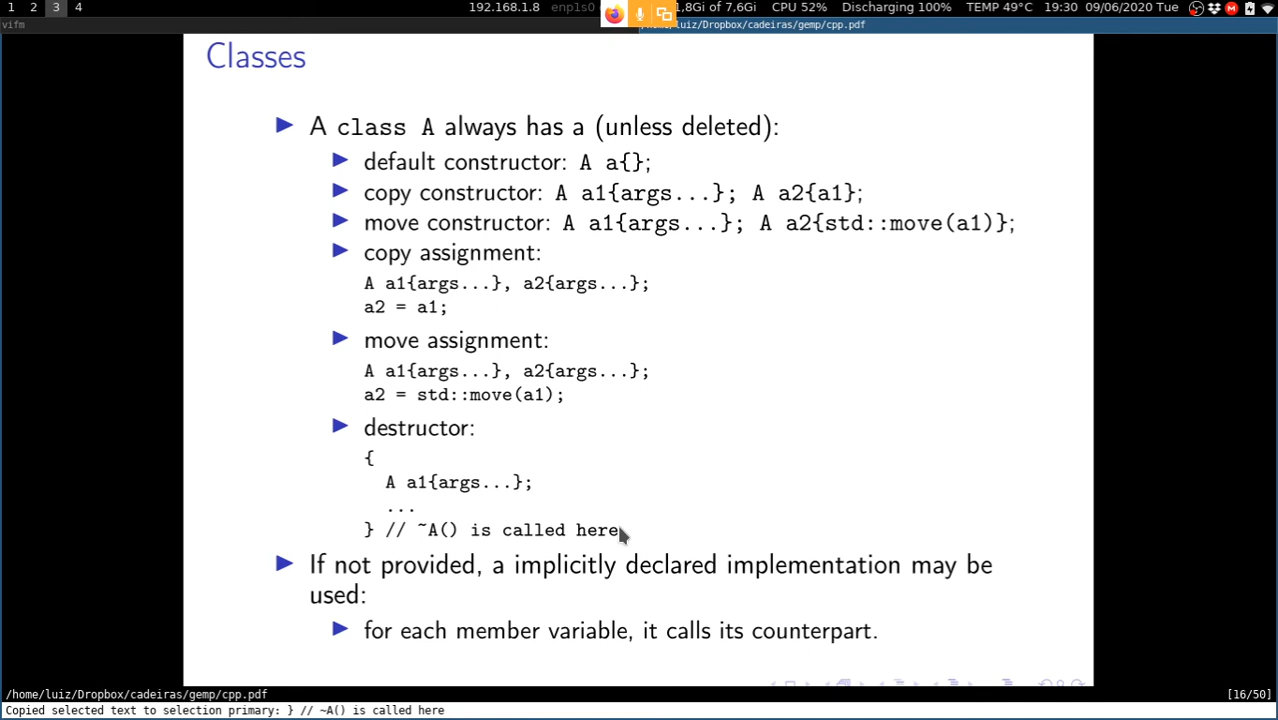 1 2 3 4 192.168.1.8 enp1s0 1,8Gi of 7,6Gi CPU 52% Discharging 100% TEMP 49°C 19:30 09/06/2020 Tue
vifm /home/luiz/Dropbox/cadeiras/gemp/cpp.pdf
Classes
A class A always has a (unless deleted):
default constructor: A a{};
copy constructor: A a1{args...}; A a2{a1};
move constructor: A a1{args...}; A a2{std::move(a1)};
copy assignment:
A a1{args...}, a2{args...};
a2 = a1;
move assignment:
A a1{args...}, a2{args...};
a2 = std::move(a1);
destructor:
{
A a1{args...};
...
} // ~A() is called here
If not provided, a implicitly declared implementation may be
used:
for each member variable, it calls its counterpart.
/home/luiz/Dropbox/cadeiras/gemp/cpp.pdf [16/50]
Copied selected text to selection primary: } // ~A() is called here